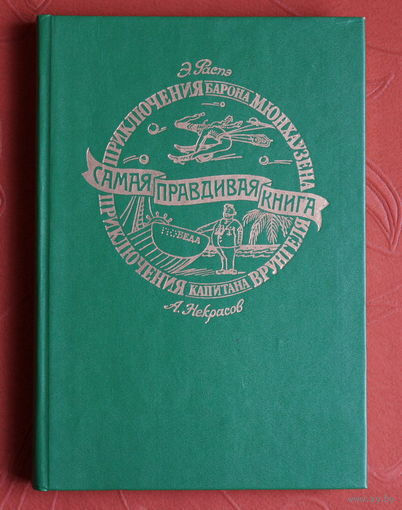 Э. Распэ
ПРИКЛЮЧЕНИЯ БАРОНА МЮНХАУЗЕНА
САМАЯ ПРАВДИВАЯ КНИГА
БЕДА
ПРИКЛЮЧЕНИЯ КАПИТАНА ВРУНГЕЛЯ
А. Некрасов